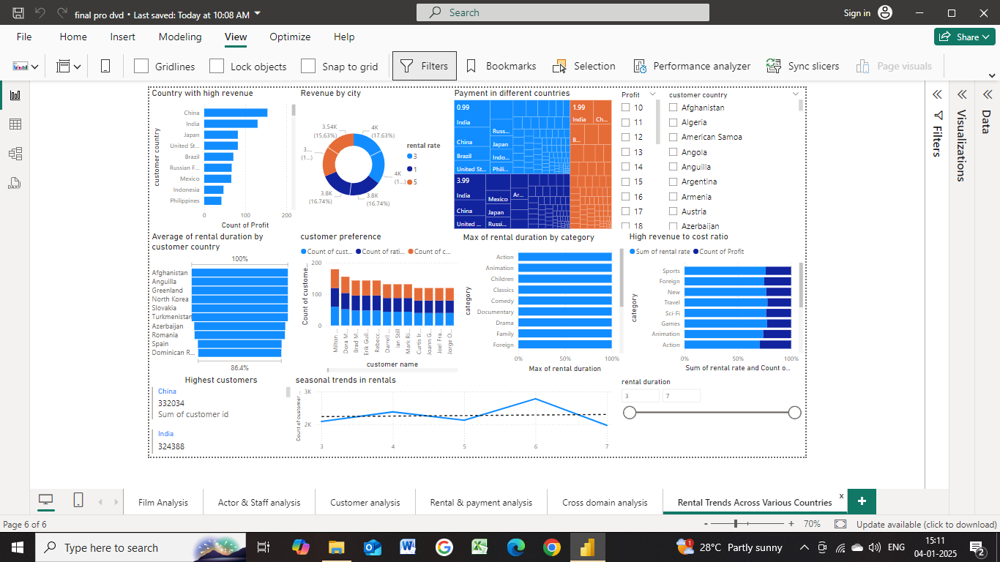 final pro dvd • Last saved: Today at 10:08 AM
Search
Sign in
File
Home
Insert
Modeling
View
Optimize
Help
Share
Gridlines
Lock objects
Snap to grid
Filters
Bookmarks
Selection
Performance analyzer
Sync slicers
Page visuals
DAX
Country with high revenue
customer country
China
India
Japan
United St...
Brazil
Russian F...
Mexico
Indonesia
Philippines
0
100
200
Count of Profit
Revenue by city
3.54K
(15.63%)
4K
(17.63%)
3...
(1...)
4K
(1...)
3.8K
(16.74%)
3.8K
(16.74%)
rental rate
3
1
5
Payment in different countries
0.99
India
China
Brazil
United St...
Russ...
Japan
Indo...
Phili...
3.99
India
China
United ...
Mexico
Japan
Russi...
Ar...
1.99
India
Ch...
B...
Profit
10
11
12
13
14
15
16
17
18
customer country
Afghanistan
Algeria
American Samoa
Angola
Anguilla
Argentina
Armenia
Austria
Azerbaijan
Average of rental duration by
customer country
100%
Afghanistan
Anguilla
Greenland
North Korea
Slovakia
Turkmenistan
Azerbaijan
Romania
Spain
Dominican R...
86.4%
customer preference
Count of cust...
Count of rati...
Count of c...
Count of custome...
200
100
0
Milton ...
Dora M...
Brad M...
Erik Guil...
Rebecc...
Darrell ...
Ian Still
Mark Ri...
Curtis Ir...
Joann G...
Joel Fra...
Jorge O...
customer name
Max of rental duration by category
category
Action
Animation
Children
Classics
Comedy
Documentary
Drama
Family
Foreign
0%
50%
100%
Max of rental duration
High revenue to cost ratio
Sum of rental rate
Count of Profit
category
Sports
Foreign
New
Travel
Sci-Fi
Games
Animation
Action
0%
50%
100%
Sum of rental rate and Count o...
Highest customers
China
332034
Sum of customer id
India
324388
seasonal trends in rentals
Count of customer ...
3K
2K
3
4
5
6
7
rental duration
3
7
Filters
Visualizations
Data
Film Analysis
Actor & Staff analysis
Customer analysis
Rental & payment analysis
Cross domain analysis
Rental Trends Across Various Countries
x
+
Page 6 of 6
- + 70%
Update available (click to download)
Type here to search
28°C Partly sunny
ENG
15:11
04-01-2025
2